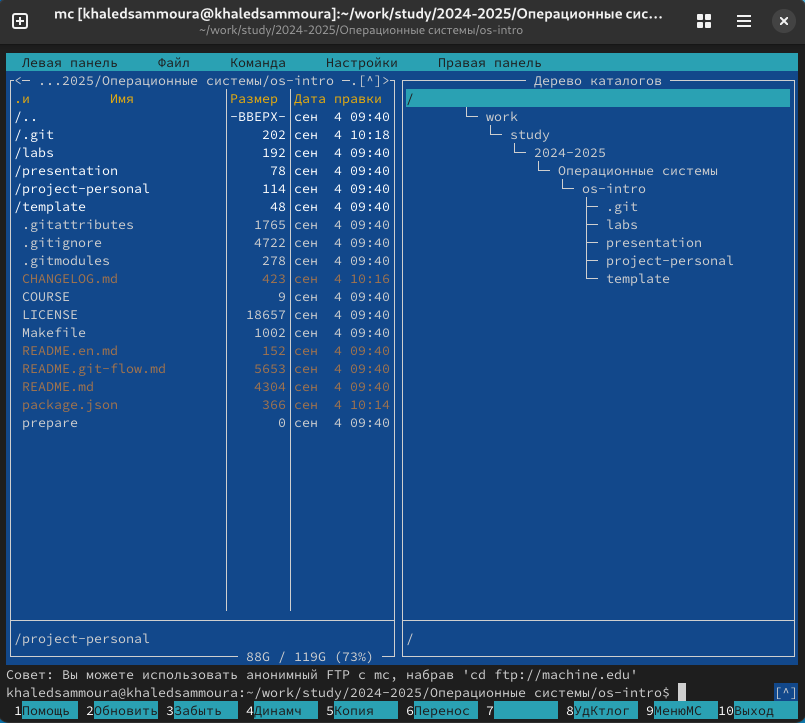 mc [khaledsammoura@khaledsammoura]:~/work/study/2024-2025/Операционные сис...
~/work/study/2024-2025/Операционные системы/os-intro
Левая панель Файл Команда Настройки Правая панель
<─ ...2025/Операционные системы/os-intro ─.[^]>
.и Имя Размер Дата правки
/.. -ВВЕРХ- сен 4 09:40
/.git 202 сен 4 10:18
/labs 192 сен 4 09:40
/presentation 78 сен 4 09:40
/project-personal 114 сен 4 09:40
/template 48 сен 4 09:40
.gitattributes 1765 сен 4 09:40
.gitignore 4722 сен 4 09:40
.gitmodules 278 сен 4 09:40
CHANGELOG.md 423 сен 4 10:16
COURSE 9 сен 4 09:40
LICENSE 18657 сен 4 09:40
Makefile 1002 сен 4 09:40
README.en.md 152 сен 4 09:40
README.git-flow.md 5653 сен 4 09:40
README.md 4304 сен 4 09:40
package.json 366 сен 4 10:14
prepare 0 сен 4 09:40
/project-personal
88G / 119G (73%)
Дерево каталогов
/
work
study
2024-2025
Операционные системы
os-intro
.git
labs
presentation
project-personal
template
/
Совет: Вы можете использовать анонимный FTP с mc, набрав 'cd ftp://machine.edu'
khaledsammoura@khaledsammoura:~/work/study/2024-2025/Операционные системы/os-intro$ [^]
1Помощь 2Обновить 3Забыть 4Динамч 5Копия 6Перенос 7 8УдКтлог 9МенюMC 10Выход